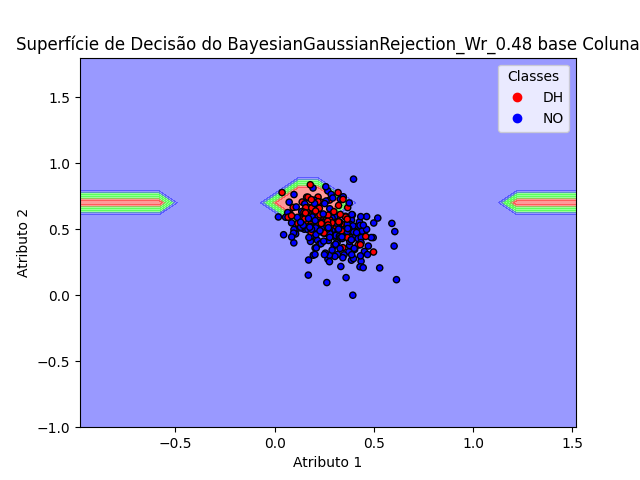 Superfície de Decisão do BayesianGaussianRejection_Wr_0.48 base Coluna
Classes
DH
NO
1.5
1.0
0.5
0.0
−0.5
−1.0
Atributo 2
−0.5
0.0
0.5
1.0
1.5
Atributo 1